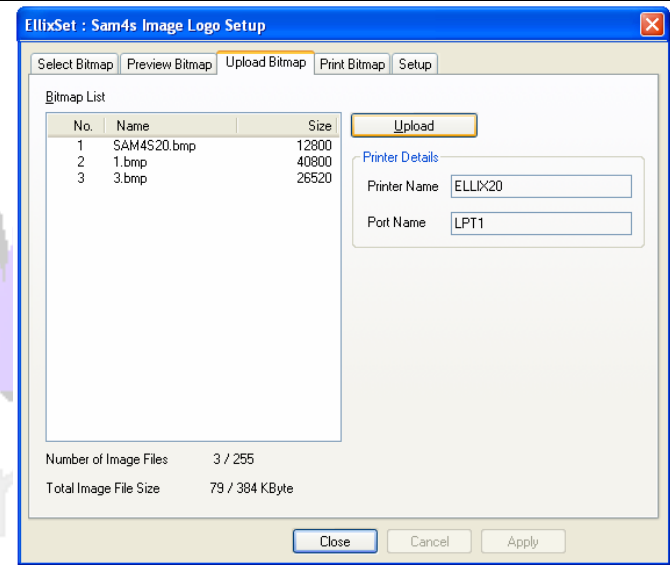 EllixSet : Sam4s Image Logo Setup
Select Bitmap Preview Bitmap Upload Bitmap Print Bitmap Setup
Bitmap List
No. Name Size
1 SAM4S20.bmp 12800
2 1.bmp 40800
3 3.bmp 26520
Upload
Printer Details
Printer Name ELLIX20
Port Name LPT1
Number of Image Files 3 / 255
Total Image File Size 79 / 384 KByte
Close Cancel Apply